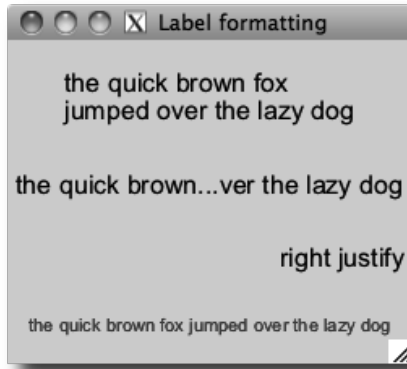 Label formatting
the quick brown fox
jumped over the lazy dog
the quick brown...ver the lazy dog
right justify
the quick brown fox jumped over the lazy dog